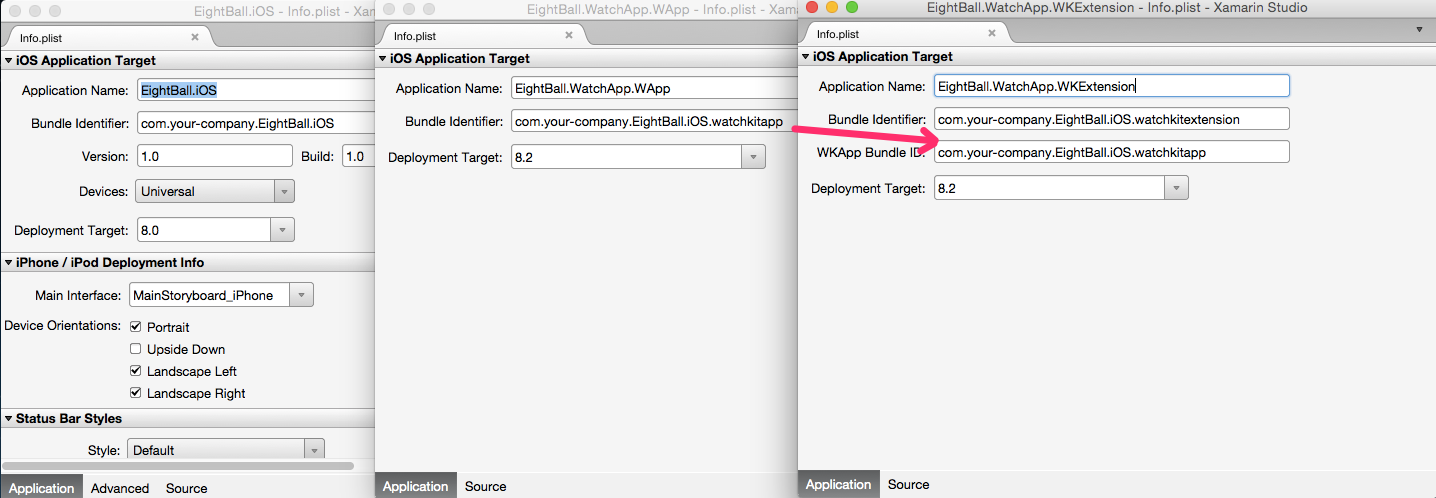 EightBall.iOS - Info.plist - Xamarin Studio
Info.plist
iOS Application Target
Application Name: EightBall.iOS
Bundle Identifier: com.your-company.EightBall.iOS
Version: 1.0 Build: 1.0
Devices: Universal
Deployment Target: 8.0
iPhone / iPod Deployment Info
Main Interface: MainStoryboard_iPhone
Device Orientations: Portrait
Upside Down
Landscape Left
Landscape Right
Status Bar Styles
Style: Default
Application Advanced Source
EightBall.WatchApp.WApp - Info.plist - Xamarin
Info.plist
iOS Application Target
Application Name: EightBall.WatchApp.WApp
Bundle Identifier: com.your-company.EightBall.iOS.watchkitapp
Deployment Target: 8.2
Application Source
EightBall.WatchApp.WKExtension - Info.plist - Xamarin Studio
Info.plist
iOS Application Target
Application Name: EightBall.WatchApp.WKExtension
Bundle Identifier: com.your-company.EightBall.iOS.watchkitextension
WKApp Bundle ID: com.your-company.EightBall.iOS.watchkitapp
Deployment Target: 8.2
Application Source